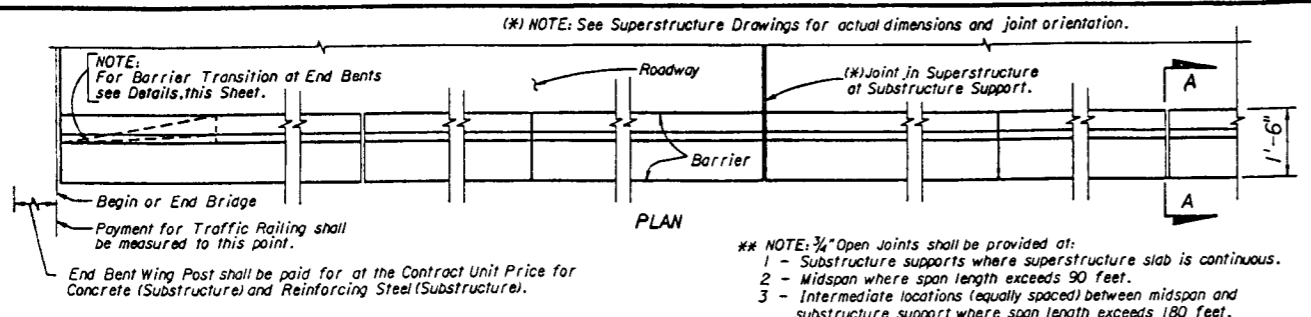 (*) NOTE: See Superstructure Drawings for actual dimensions and joint orientation.
NOTE:
For Barrier Transition at End Bents
see Details, this Sheet.
Roadway
(*) Joint in Superstructure
at Substructure Support.
A
1'-6"
Barrier
Begin or End Bridge
A
Payment for Traffic Railing shall
be measured to this point.
PLAN
End Bent Wing Post shall be paid for at the Contract Unit Price for
Concrete (Substructure) and Reinforcing Steel (Substructure).
** NOTE: 3/4" Open Joints shall be provided at:
1 - Substructure supports where superstructure slab is continuous.
2 - Midspan where span length exceeds 90 feet.
3 - Intermediate locations (equally spaced) between midspan and
substructure support where span length exceeds 180 feet.